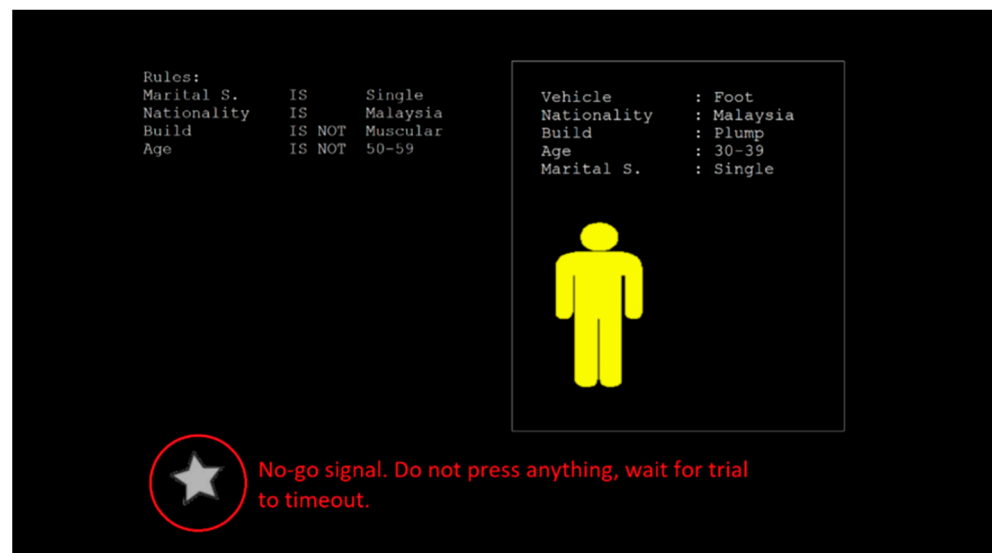 Rules:
Marital S. IS Single
Nationality IS Malaysia
Build IS NOT Muscular
Age IS NOT 50-59
Vehicle : Foot
Nationality : Malaysia
Build : Plump
Age : 30-39
Marital S. : Single
No-go signal. Do not press anything, wait for trial
to timeout.